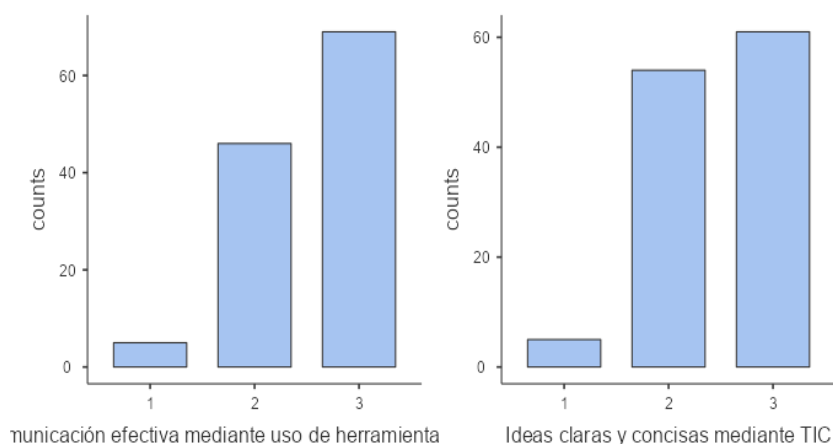 60
40
20
0
counts
1 2 3
municación efectiva mediante uso de herramienta
60
40
20
0
counts
1 2 3
Ideas claras y concisas mediante TIC